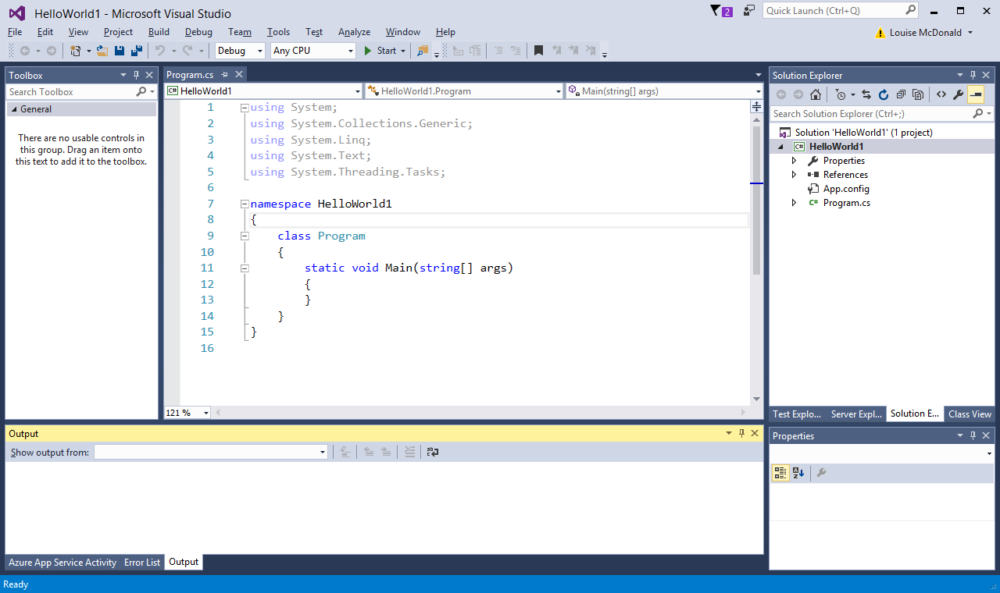 HelloWorld1 - Microsoft Visual Studio
2
Quick Launch (Ctrl+Q)
File Edit View Project Build Debug Team Tools Test Analyze Window Help
Louise McDonald
Debug Any CPU Start
Toolbox
Search Toolbox
General
There are no usable controls in
this group. Drag an item onto
this text to add it to the toolbox.
Program.cs
C# HelloWorld1 HelloWorld1.Program Main(string[] args)
1 using System;
2 using System.Collections.Generic;
3 using System.Linq;
4 using System.Text;
5 using System.Threading.Tasks;
6
7 namespace HelloWorld1
8 {
9 class Program
10 {
11 static void Main(string[] args)
12 {
13 }
14 }
15 }
16
121 %
Solution Explorer
Search Solution Explorer (Ctrl+;)
Solution 'HelloWorld1' (1 project)
C# HelloWorld1
Properties
References
App.config
C# Program.cs
Test Explo... Server Expl... Solution E... Class View
Output
Show output from:
Azure App Service Activity Error List Output
Properties
Ready